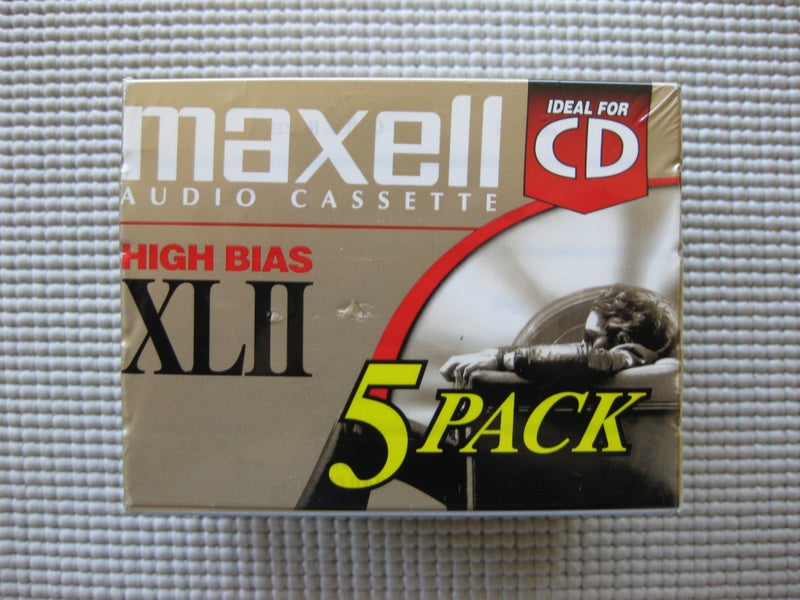 maxell
AUDIO CASSETTE
IDEAL FOR
CD
HIGH BIAS
XLII
5 PACK